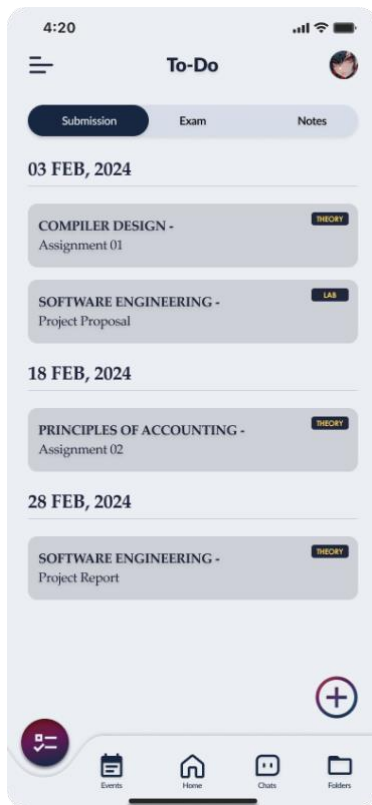 4:20
To-Do
Submission Exam Notes
03 FEB, 2024
COMPILER DESIGN - THEORY
Assignment 01
SOFTWARE ENGINEERING - LAB
Project Proposal
18 FEB, 2024
PRINCIPLES OF ACCOUNTING - THEORY
Assignment 02
28 FEB, 2024
SOFTWARE ENGINEERING - THEORY
Project Report
Events Home Chats Folders